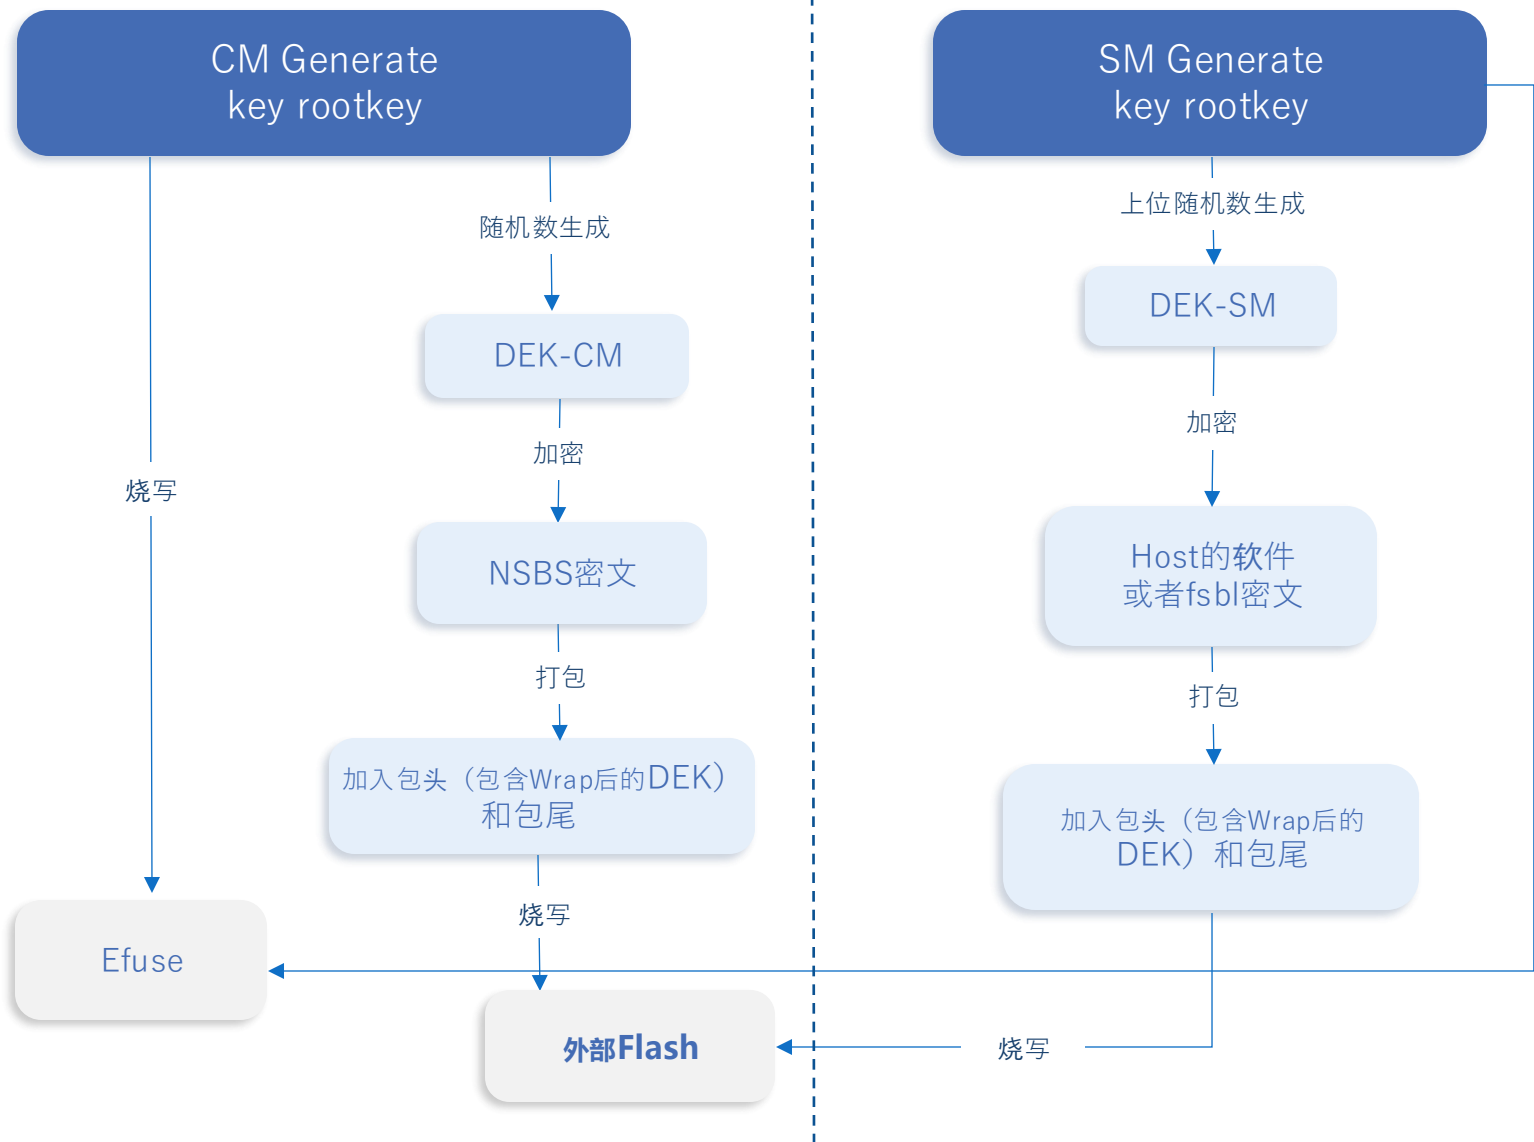 CM Generate
key rootkey
随机数生成
DEK-CM
加密
烧写
NSBS密文
打包
加入包头（包含Wrap后的DEK）
和包尾
烧写
Efuse
外部Flash
SM Generate
key rootkey
上位随机数生成
DEK-SM
加密
Host的软件
或者fsbl密文
打包
加入包头（包含Wrap后的
DEK）和包尾
烧写